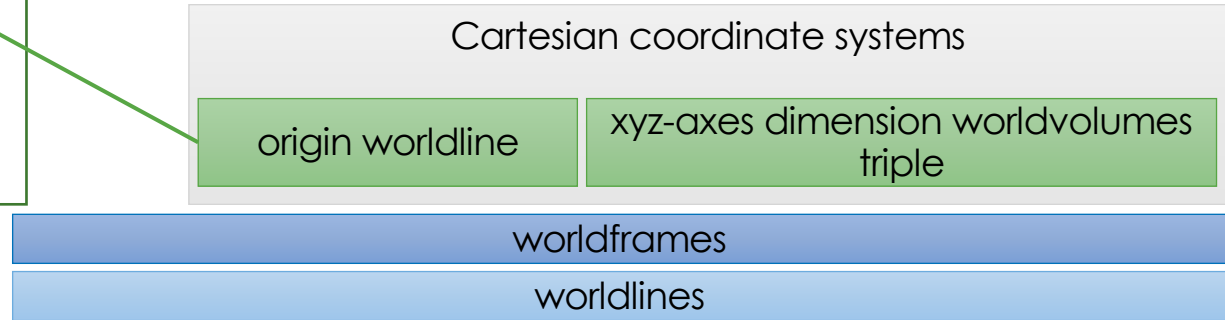 Cartesian coordinate systems
origin worldline
xyz-axes dimension worldvolumes
triple
worldframes
worldlines